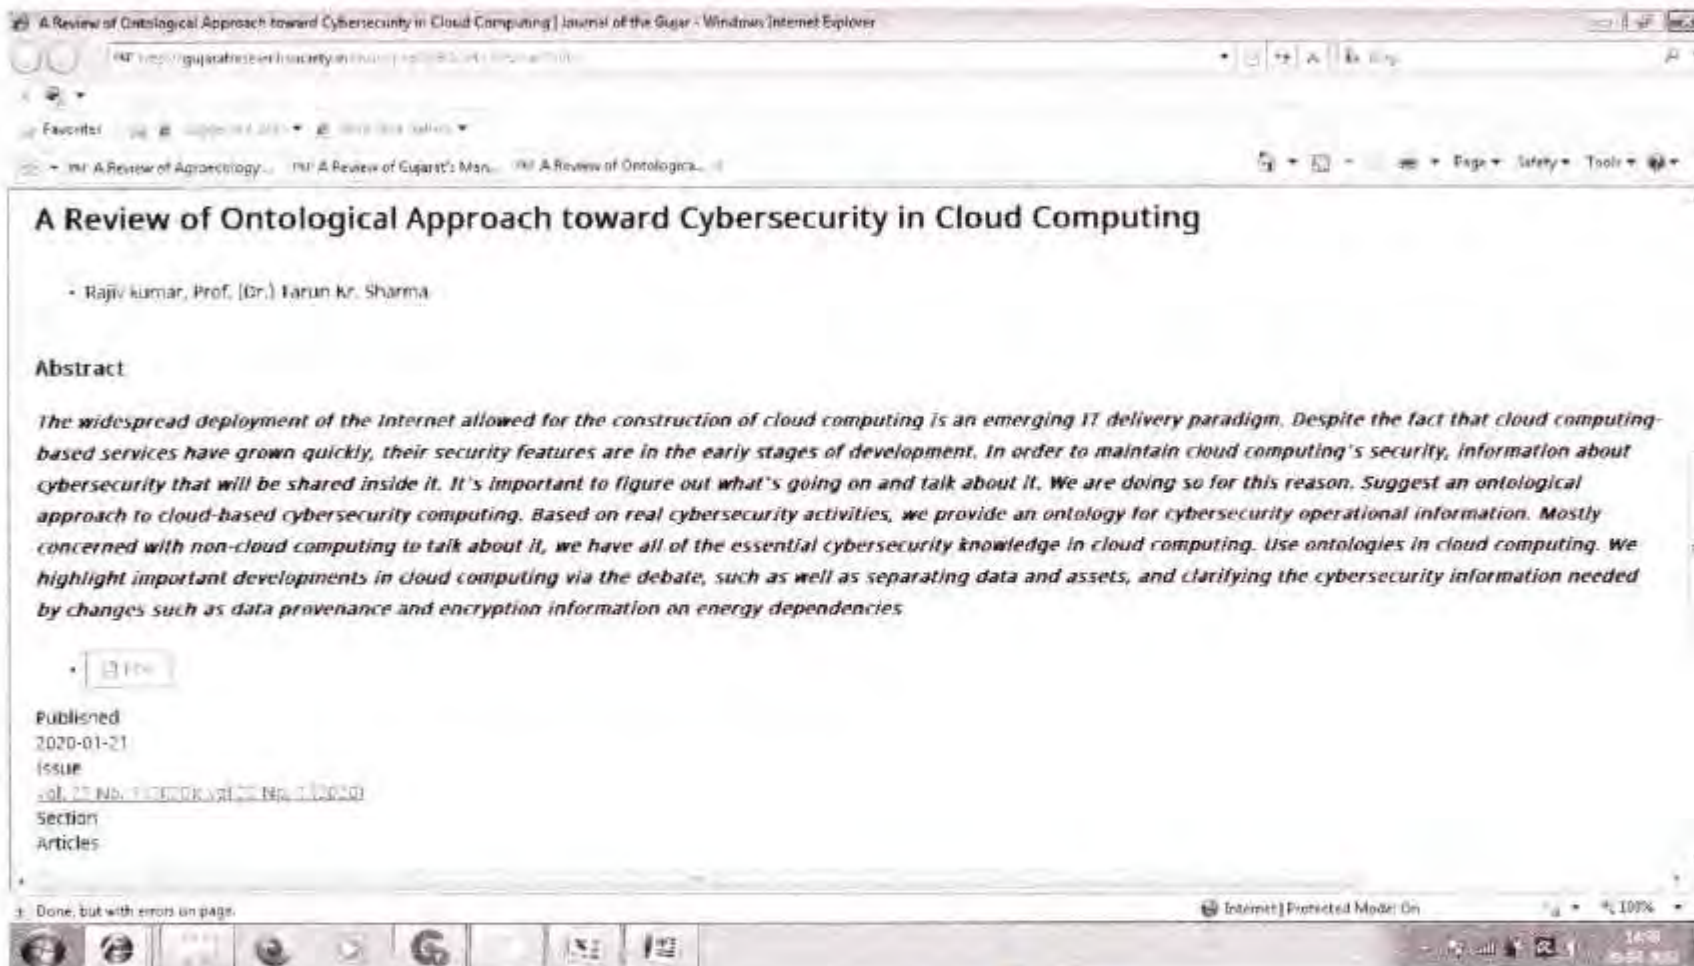 A Review of Ontological Approach toward Cybersecurity in Cloud Computing | Journal of the Gujar - Windows Internet Explorer
Favorites
A Review of Agroecology... A Review of Gujarat's Man... A Review of Ontologica...
Page Safety Tools
A Review of Ontological Approach toward Cybersecurity in Cloud Computing
• Rajiv kumar, Prof. (Dr.) Tarun Kr. Sharma
Abstract
The widespread deployment of the Internet allowed for the construction of cloud computing is an emerging IT delivery paradigm. Despite the fact that cloud computing-
based services have grown quickly, their security features are in the early stages of development. In order to maintain cloud computing's security, information about
cybersecurity that will be shared inside it. It's important to figure out what's going on and talk about it. We are doing so for this reason. Suggest an ontological
approach to cloud-based cybersecurity computing. Based on real cybersecurity activities, we provide an ontology for cybersecurity operational information. Mostly
concerned with non-cloud computing to talk about it, we have all of the essential cybersecurity knowledge in cloud computing. Use ontologies in cloud computing. We
highlight important developments in cloud computing via the debate, such as well as separating data and assets, and clarifying the cybersecurity information needed
by changes such as data provenance and encryption information on energy dependencies
Published
2020-01-21
Issue
Section
Articles
Done, but with errors on page.
Internet | Protected Mode: On
100%